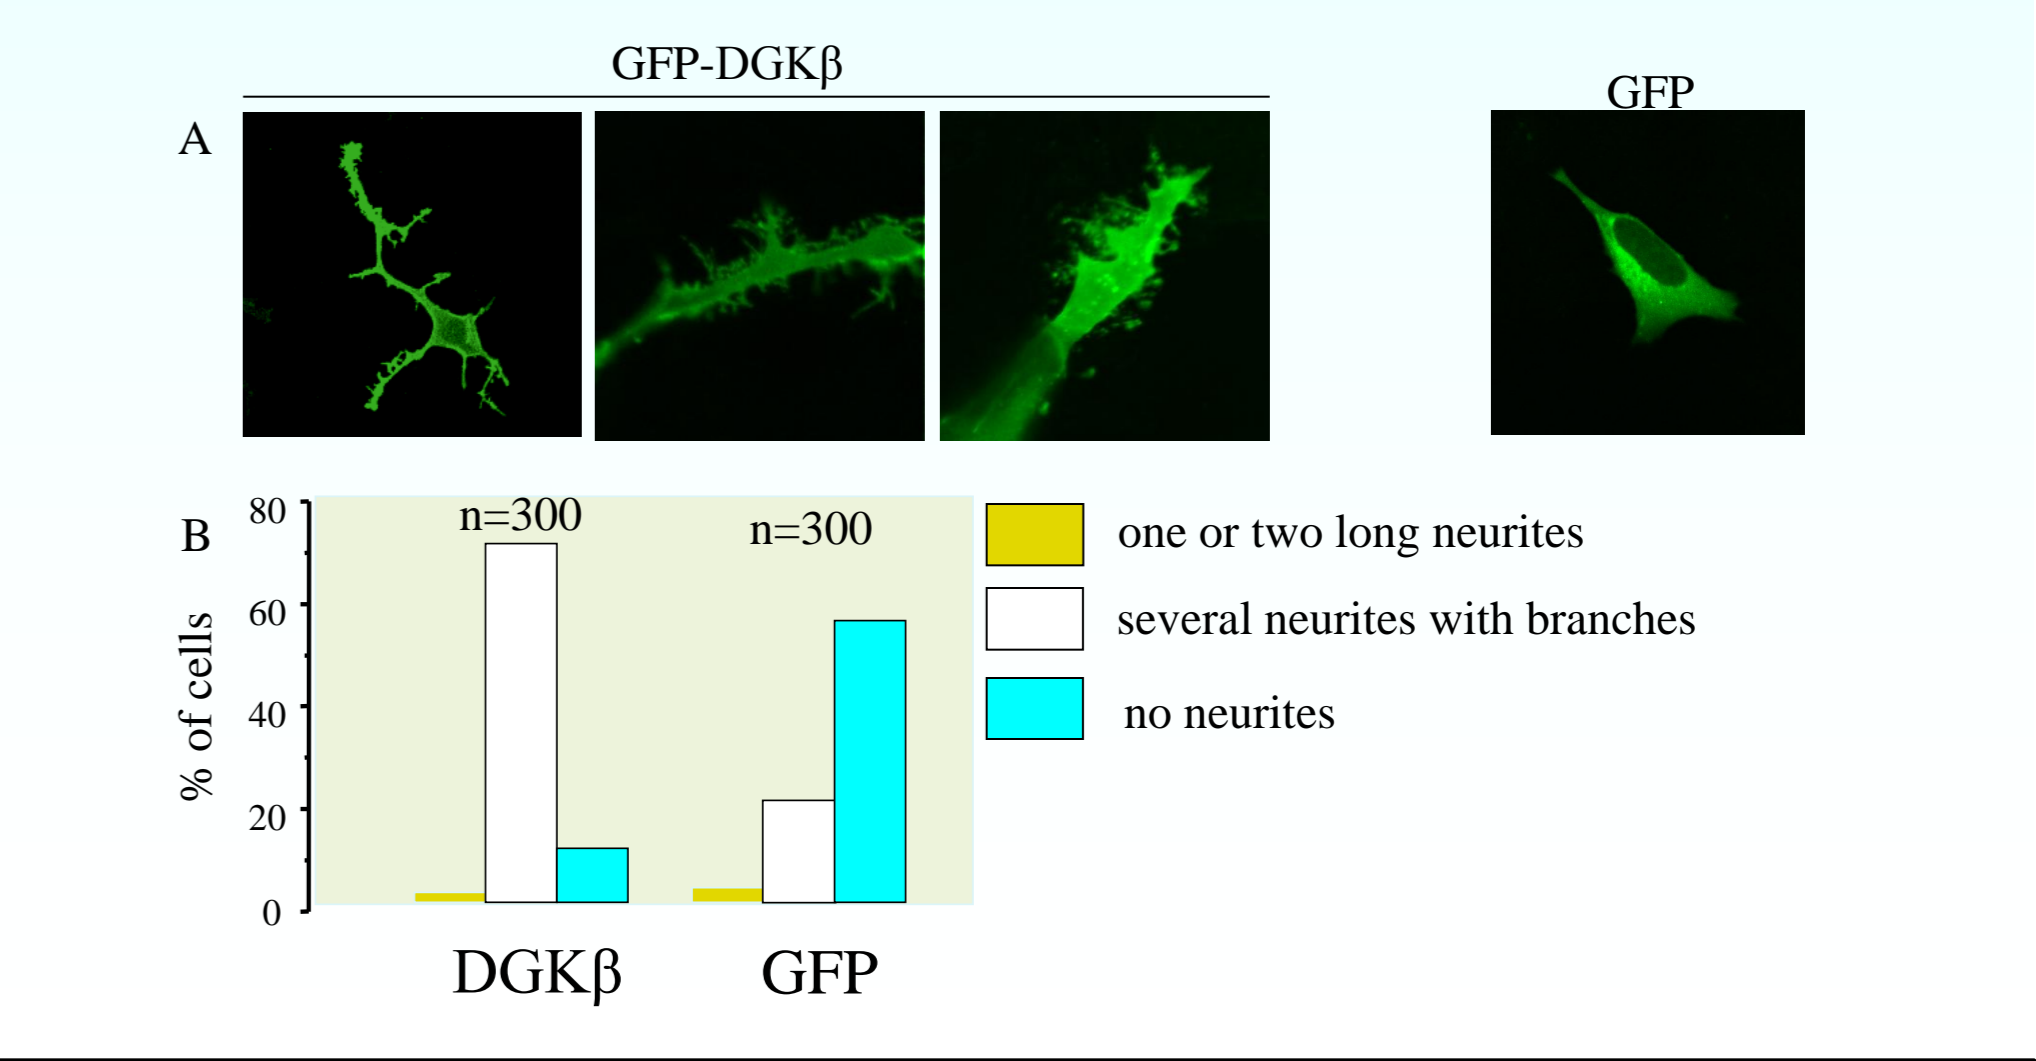 GFP-DGKβ
GFP
A
B
% of cells
80
60
40
20
0
n=300
n=300
DGKβ
GFP
one or two long neurites
several neurites with branches
no neurites